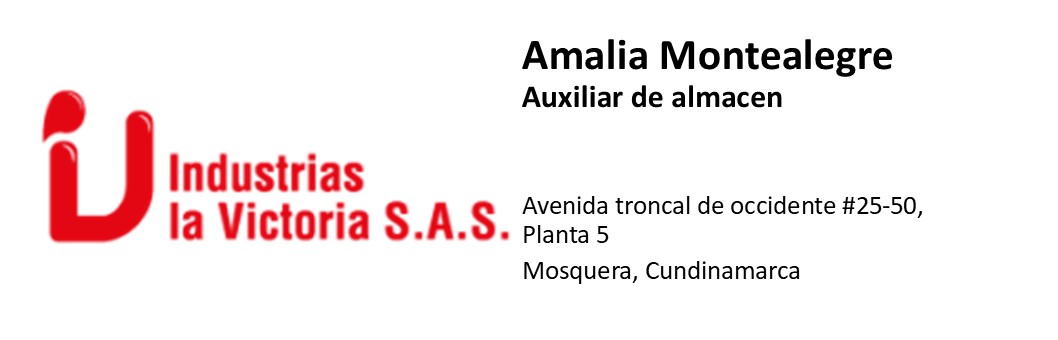 Amalia Montealegre
Auxiliar de almacen
Industrias
la Victoria S.A.S.
Avenida troncal de occidente #25-50,
Planta 5
Mosquera, Cundinamarca